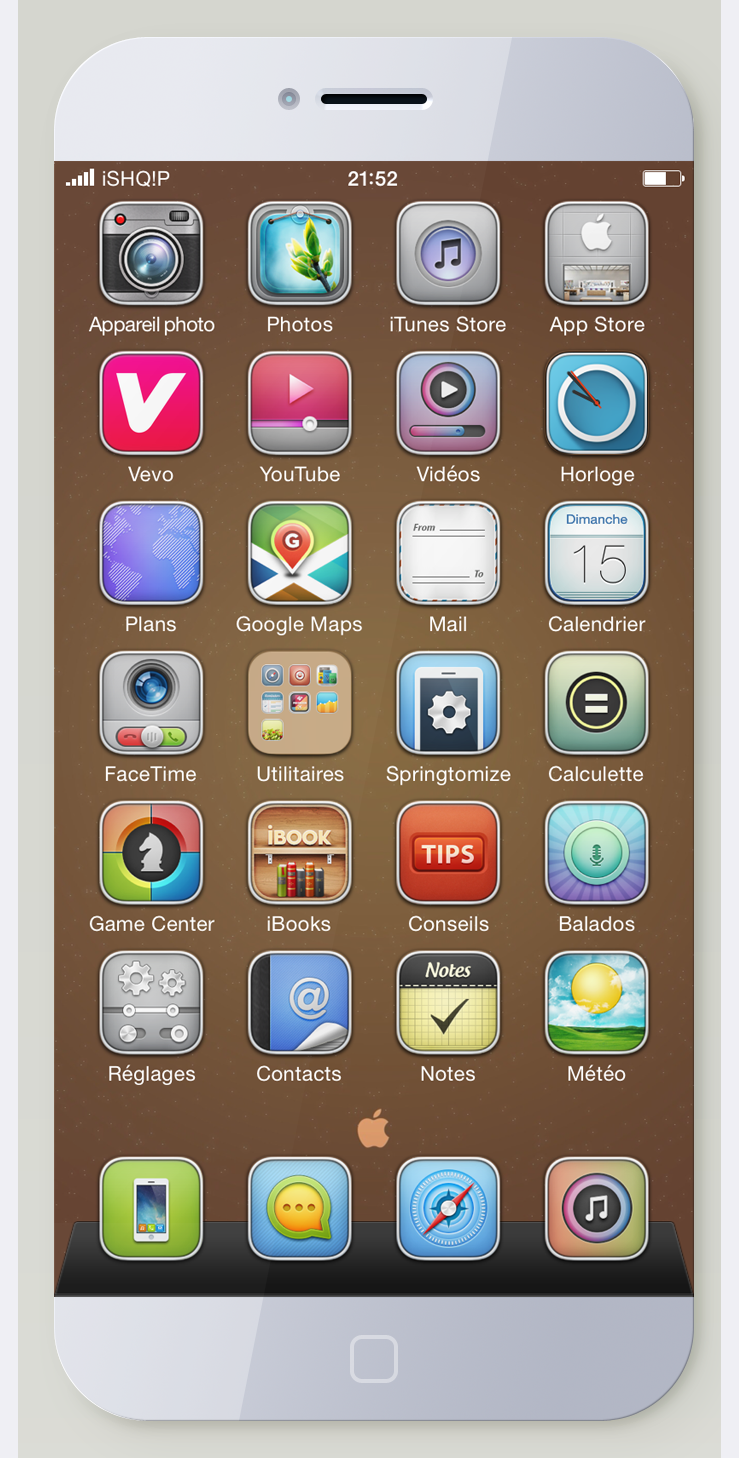 iSHQ!P 21:52
Appareil photo Photos iTunes Store App Store
Vevo YouTube Vidéos Horloge
G From To Dimanche 15
Plans Google Maps Mail Calendrier
FaceTime Utilitaires Springtomize Calculette
iBOOK TIPS
Game Center iBooks Conseils Balados
@ Notes
Réglages Contacts Notes Météo